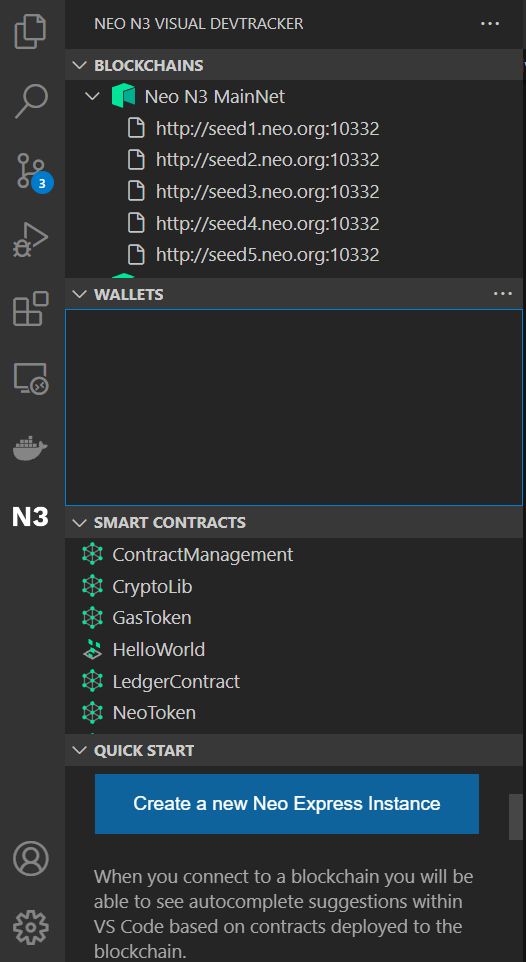 NEO N3 VISUAL DEVTRACKER
BLOCKCHAINS
Neo N3 MainNet
http://seed1.neo.org:10332
http://seed2.neo.org:10332
http://seed3.neo.org:10332
http://seed4.neo.org:10332
http://seed5.neo.org:10332
3
WALLETS
N3
SMART CONTRACTS
ContractManagement
CryptoLib
GasToken
HelloWorld
LedgerContract
NeoToken
QUICK START
Create a new Neo Express Instance
When you connect to a blockchain you will be
able to see autocomplete suggestions within
VS Code based on contracts deployed to the
blockchain.